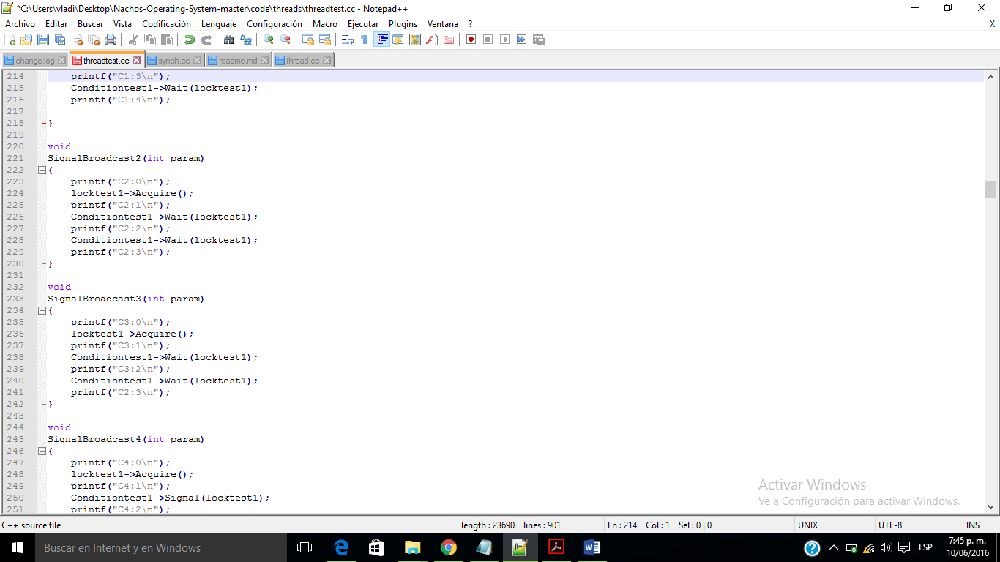 *C:\Users\vladi\Desktop\Nachos-Operating-System-master\code\threads\threadtest.cc - Notepad++
Archivo Editar Buscar Vista Codificación Lenguaje Configuración Macro Ejecutar Plugins Ventana ? X
change.log threadtest.cc synch.cc readme.md thread.cc
214 printf("C1:3\n");
215 Conditiontest1->Wait(locktest1);
216 printf("C1:4\n");
217
218 }
219
220 void
221 SignalBroadcast2(int param)
222 {
223 printf("C2:0\n");
224 locktest1->Acquire();
225 printf("C2:1\n");
226 Conditiontest1->Wait(locktest1);
227 printf("C2:2\n");
228 Conditiontest1->Wait(locktest1);
229 printf("C2:3\n");
230 }
231
232 void
233 SignalBroadcast3(int param)
234 {
235 printf("C3:0\n");
236 locktest1->Acquire();
237 printf("C3:1\n");
238 Conditiontest1->Wait(locktest1);
239 printf("C3:2\n");
240 Conditiontest1->Wait(locktest1);
241 printf("C2:3\n");
242 }
243
244 void
245 SignalBroadcast4(int param)
246 {
247 printf("C4:0\n");
248 locktest1->Acquire();
249 printf("C4:1\n");
250 Conditiontest1->Signal(locktest1);
251 printf("C4:2\n");
Activar Windows
Ve a Configuración para activar Windows.
C++ source file length : 23690 lines : 901 Ln : 214 Col : 1 Sel : 0 | 0 UNIX UTF-8 INS
Buscar en Internet y en Windows
ESP
7:45 p. m.
10/06/2016